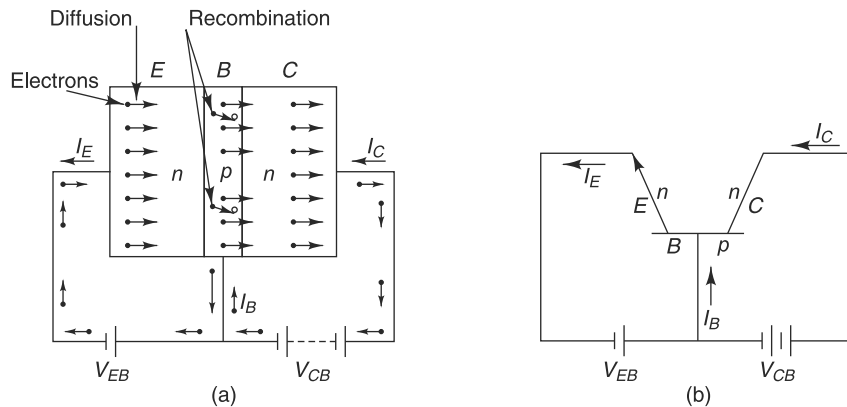 Diffusion Recombination
Electrons E B C
I_E n p n I_C
I_B
V_EB V_CB
(a)
I_C
I_E n n
E C
B p
I_B
V_EB V_CB
(b)